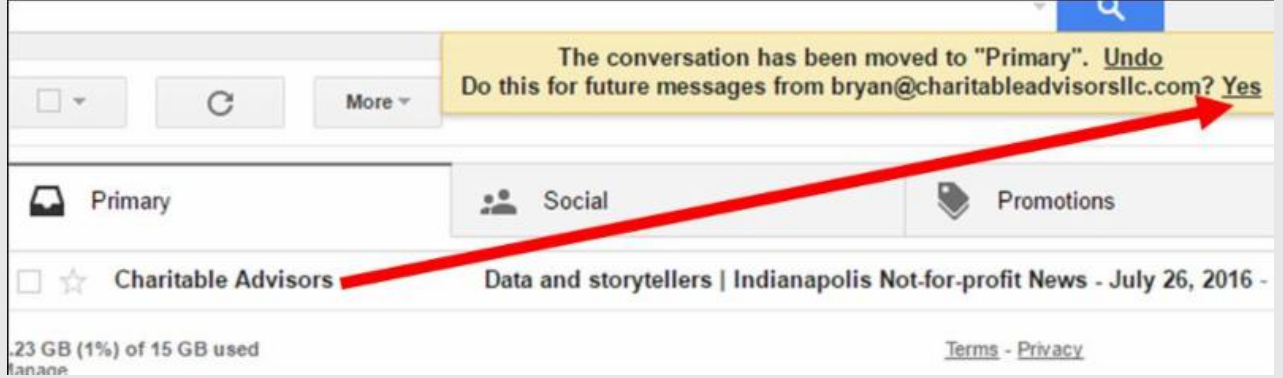 The conversation has been moved to "Primary". Undo
Do this for future messages from bryan@charitableadvisorsllc.com? Yes
More
Primary
Social
Promotions
Charitable Advisors
Data and storytellers | Indianapolis Not-for-profit News - July 26, 2016 -
.23 GB (1%) of 15 GB used
Terms - Privacy